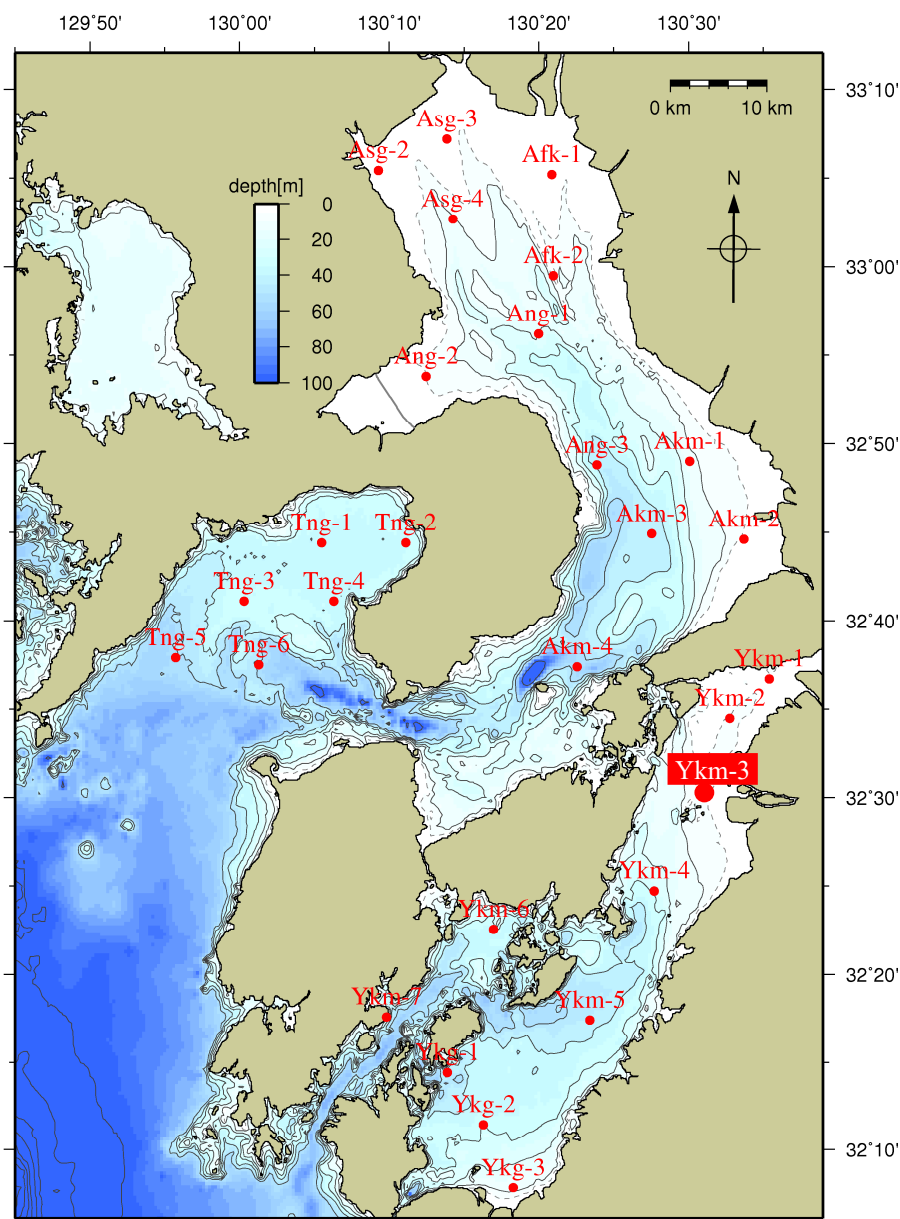 129˚50' 130˚00' 130˚10' 130˚20' 130˚30'
33˚10'
0 km 10 km
Asg-3
Asg-2
Afk-1
depth[m]
N
0
20
40
60
80
100
Asg-4
Afk-2
33˚00'
Ang-1
Ang-2
32˚50'
Ang-3
Akm-1
Tng-1
Tng-2
Akm-3
Akm-2
Tng-3
Tng-4
32˚40'
Tng-5
Tng-6
Akm-4
Ykm-1
Ykm-2
Ykm-3
32˚30'
Ykm-4
Ykm-6
32˚20'
Ykm-7
Ykm-5
Ykg-1
Ykg-2
32˚10'
Ykg-3